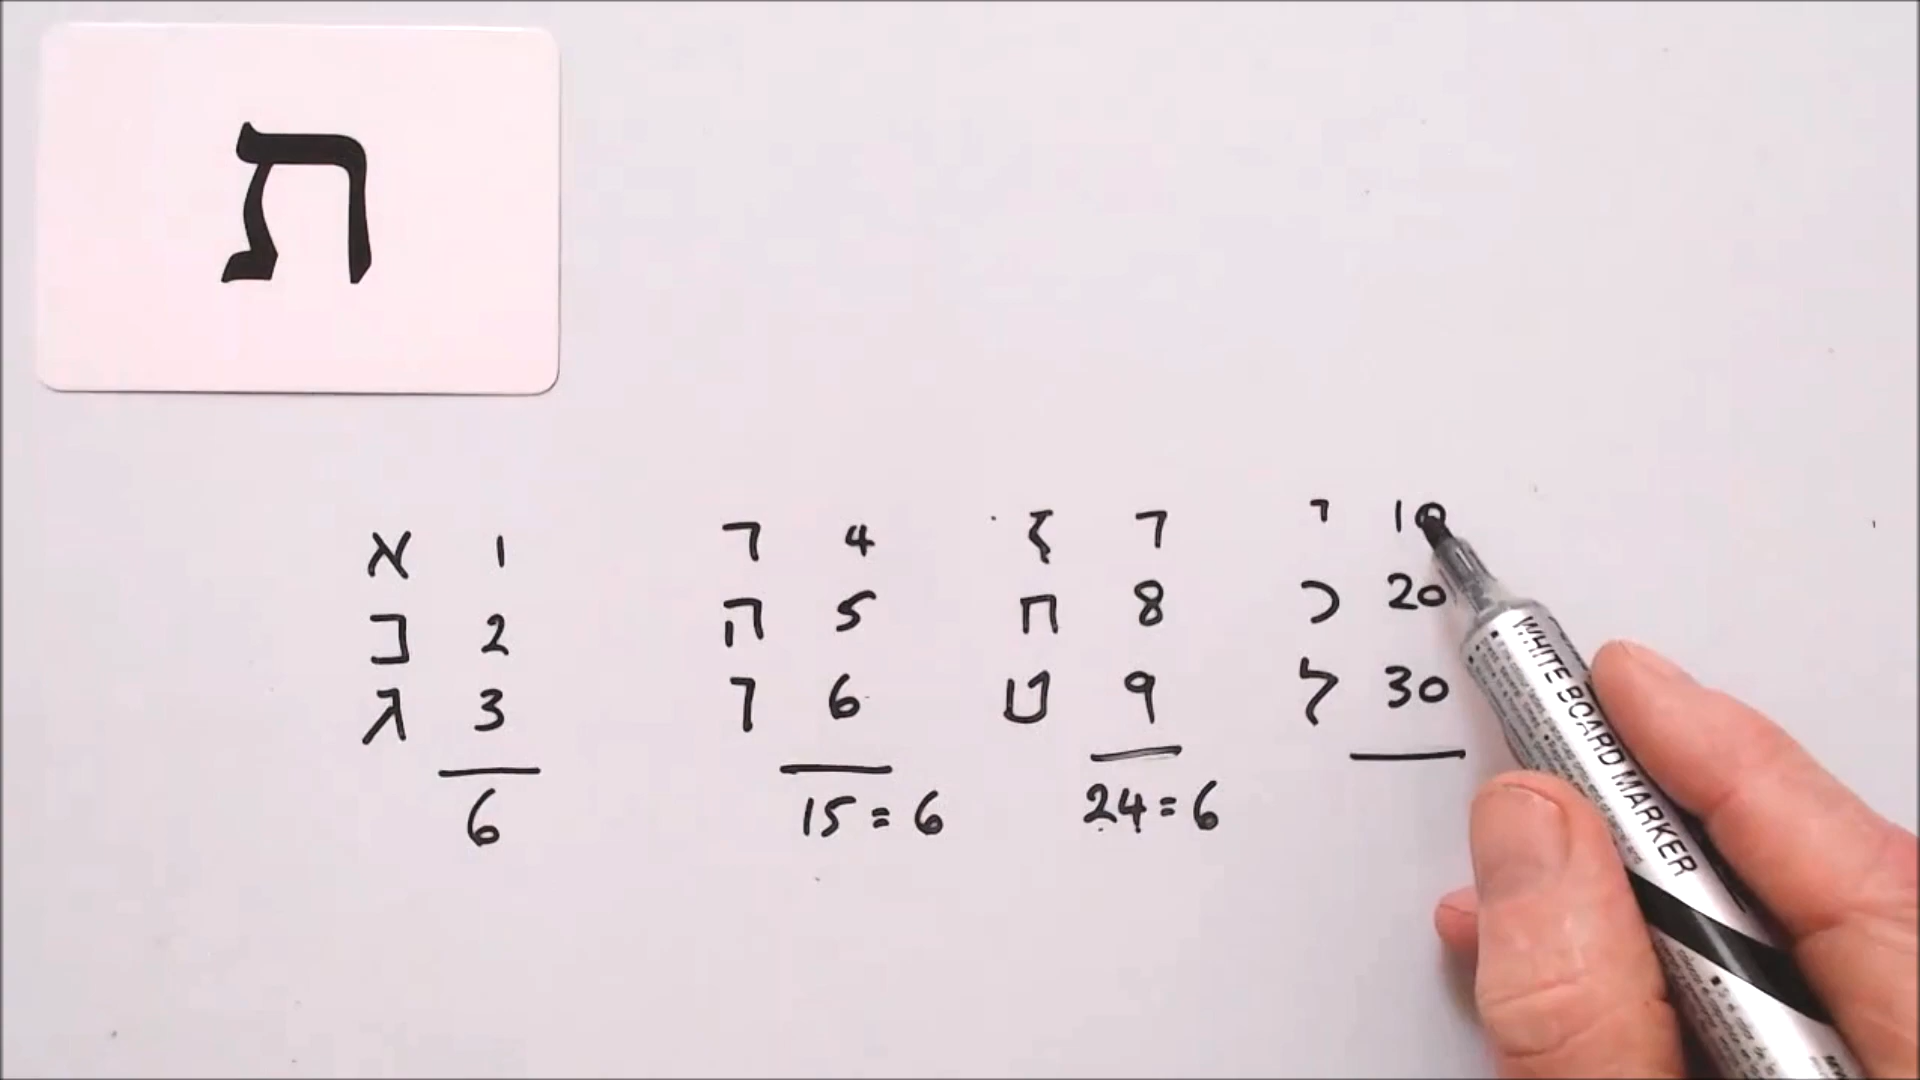 ת
א 1
ב 2
ג 3
6
ד 4
ה 5
ו 6
15 = 6
ז 7
ח 8
ט 9
24 = 6
י 10
כ 20
ל 30
WHITE BOARD MARKER